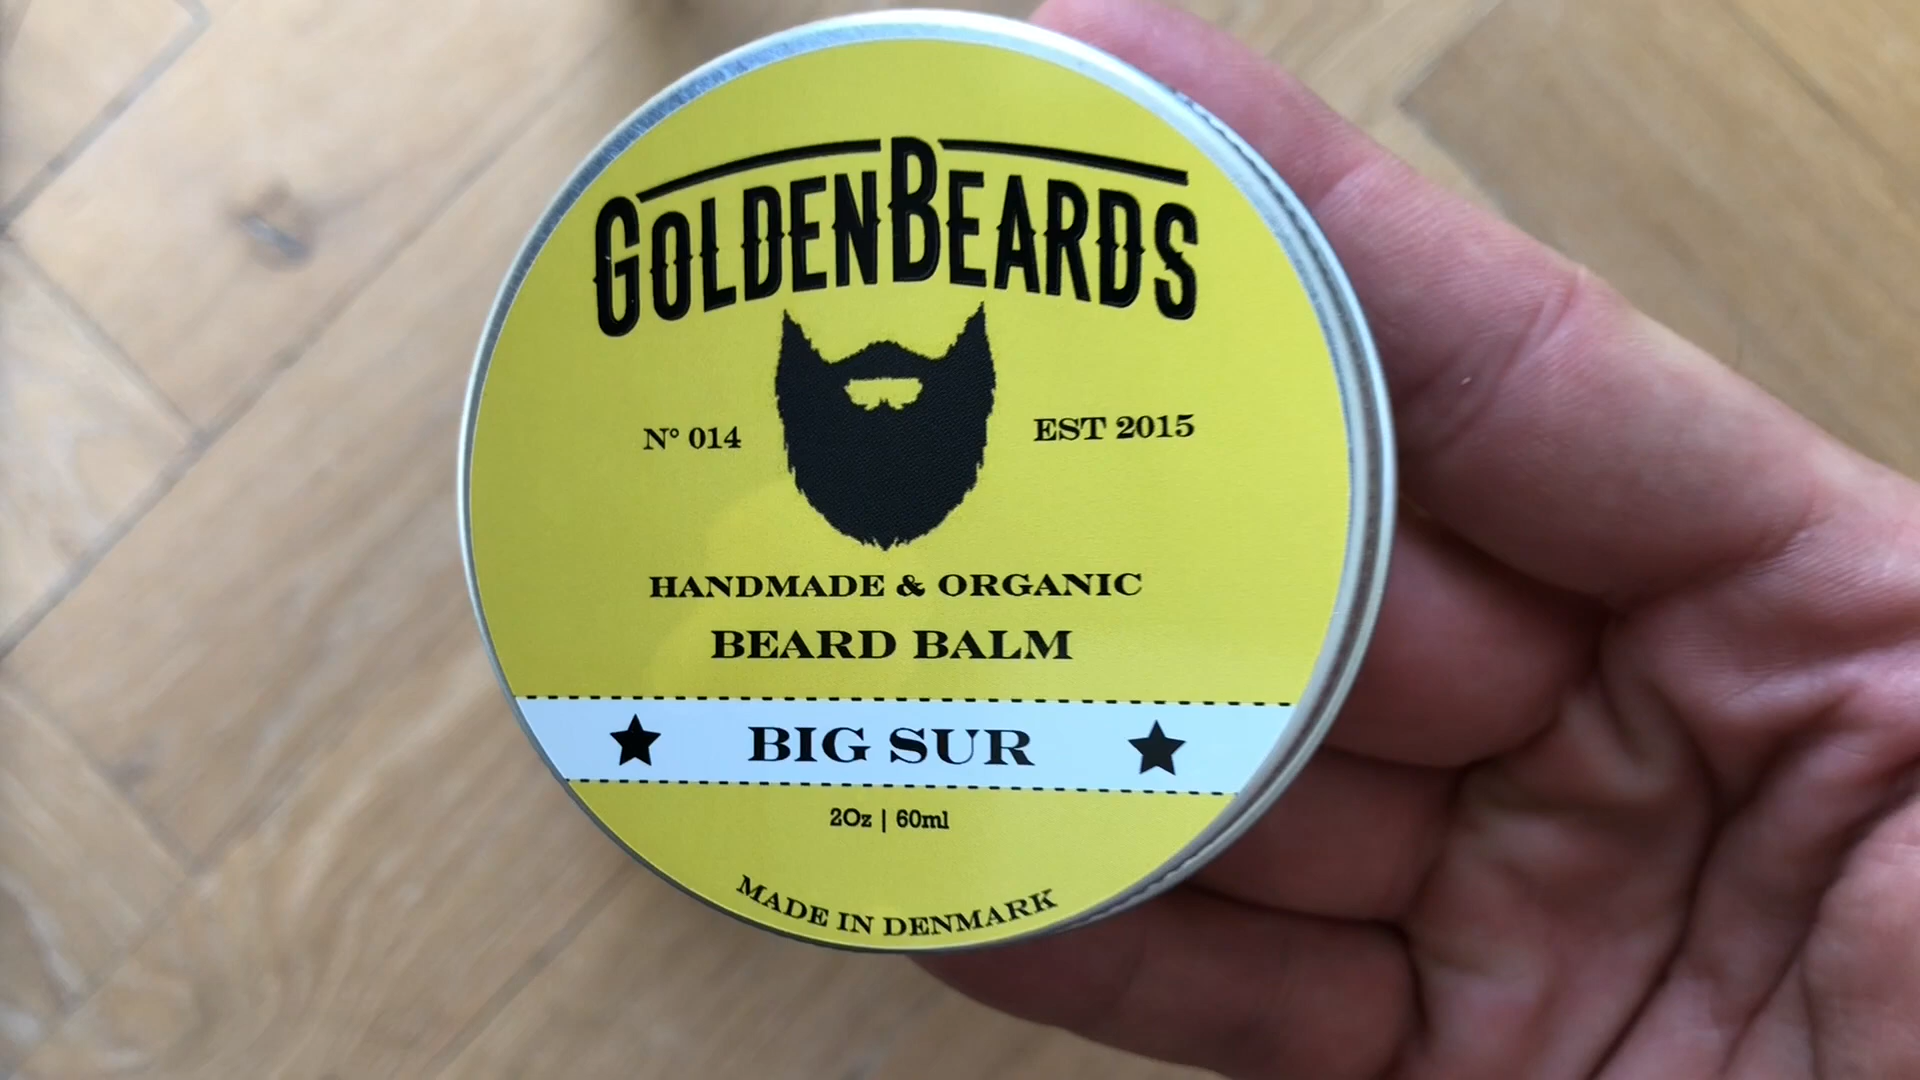 GOLDENBEARDS
N° 014
EST 2015
HANDMADE & ORGANIC
BEARD BALM
BIG SUR
2Oz | 60ml
MADE IN DENMARK